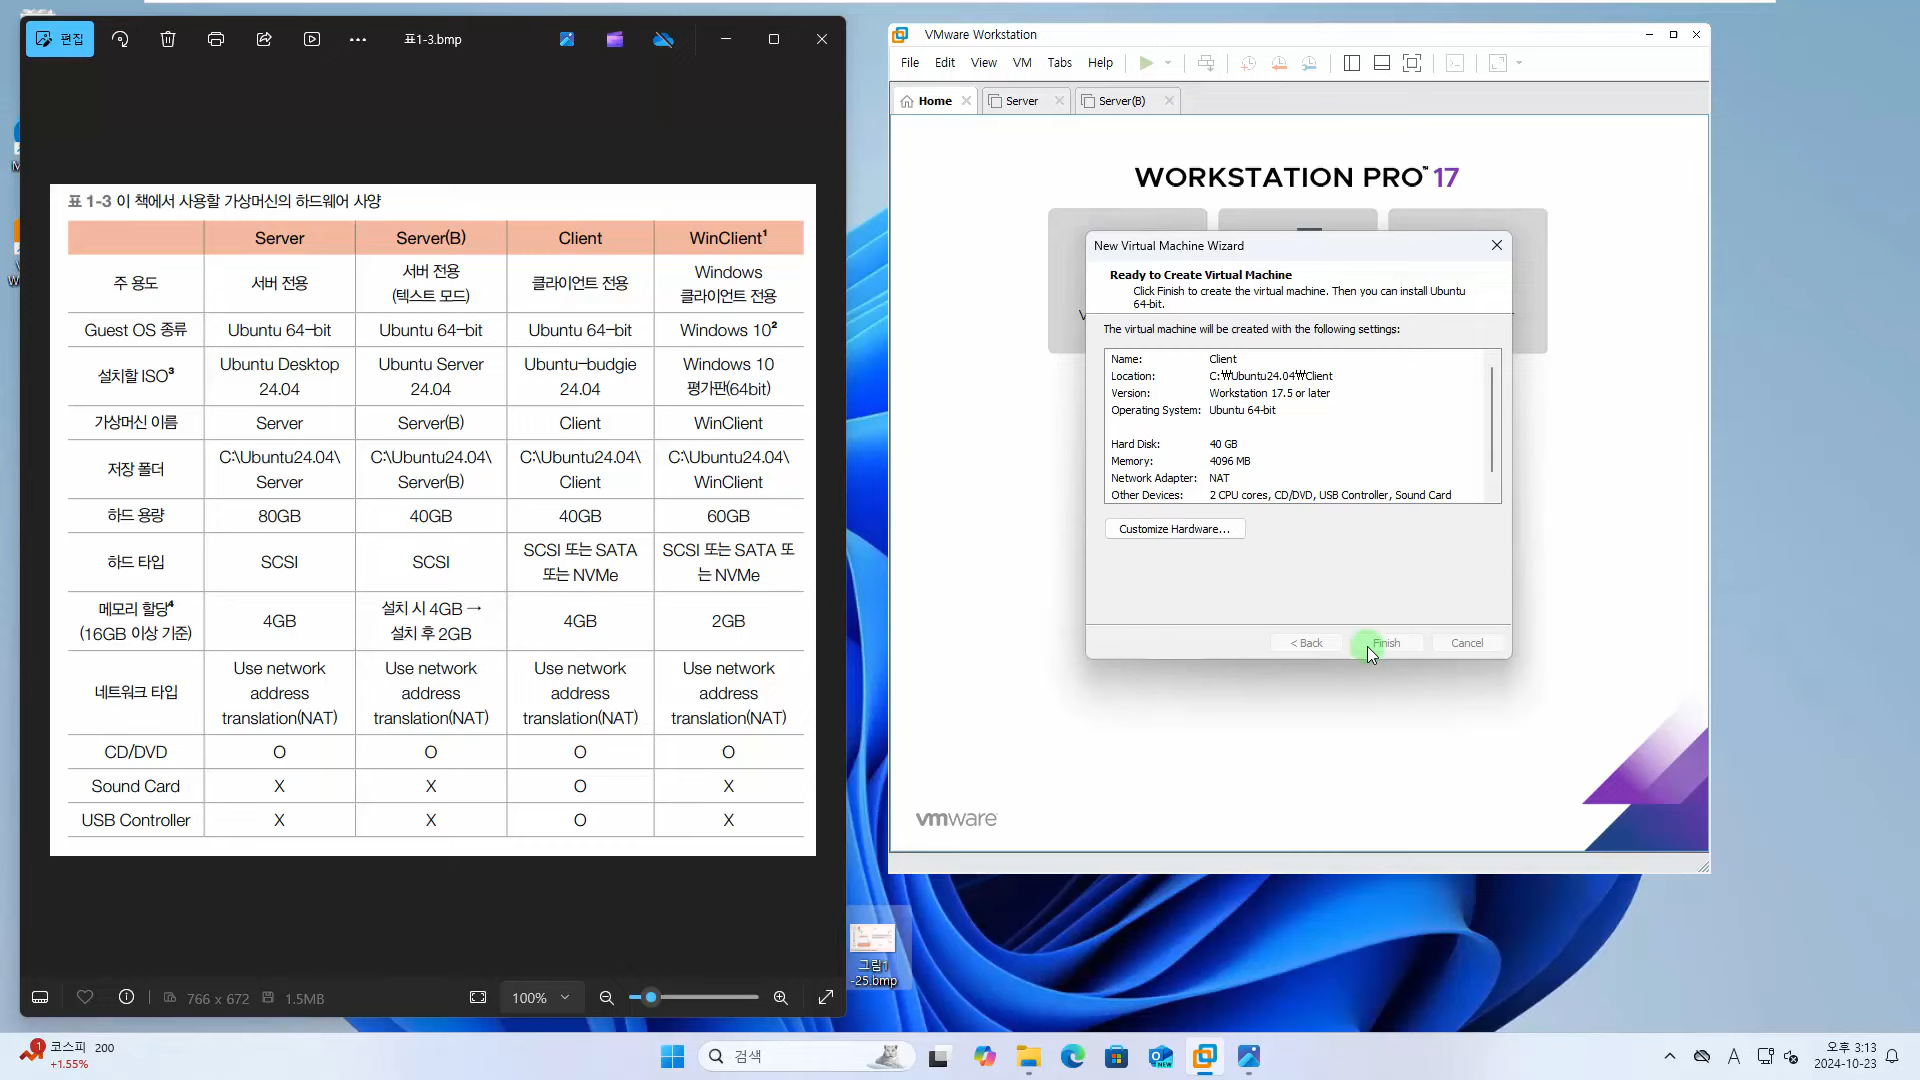 편집
표1-3.bmp
표 1-3 이 책에서 사용할 가상머신의 하드웨어 사양
Server Server(B) Client WinClient¹
주 용도 서버 전용 서버 전용 (텍스트 모드) 클라이언트 전용 Windows 클라이언트 전용
Guest OS 종류 Ubuntu 64-bit Ubuntu 64-bit Ubuntu 64-bit Windows 10²
설치할 ISO³ Ubuntu Desktop 24.04 Ubuntu Server 24.04 Ubuntu-budgie 24.04 Windows 10 평가판(64bit)
가상머신 이름 Server Server(B) Client WinClient
저장 폴더 C:\Ubuntu24.04\Server C:\Ubuntu24.04\Server(B) C:\Ubuntu24.04\Client C:\Ubuntu24.04\WinClient
하드 용량 80GB 40GB 40GB 60GB
하드 타입 SCSI SCSI SCSI 또는 SATA 또는 NVMe SCSI 또는 SATA 또는 NVMe
메모리 할당⁴ (16GB 이상 기준) 4GB 설치 시 4GB → 설치 후 2GB 4GB 2GB
네트워크 타입 Use network address translation(NAT) Use network address translation(NAT) Use network address translation(NAT) Use network address translation(NAT)
CD/DVD O O O O
Sound Card X X O X
USB Controller X X O X
766 x 672 1.5MB 100%
VMware Workstation
File Edit View VM Tabs Help
Home Server Server(B)
WORKSTATION PRO™ 17
New Virtual Machine Wizard
Ready to Create Virtual Machine
Click Finish to create the virtual machine. Then you can install Ubuntu
64-bit.
The virtual machine will be created with the following settings:
Name: Client
Location: C:₩Ubuntu24.04₩Client
Version: Workstation 17.5 or later
Operating System: Ubuntu 64-bit
Hard Disk: 40 GB
Memory: 4096 MB
Network Adapter: NAT
Other Devices: 2 CPU cores, CD/DVD, USB Controller, Sound Card
Customize Hardware...
< Back Finish Cancel
vmware
그림1
-25.bmp
1
코스피 200
+1.55%
검색
NEW
A
오후 3:13
2024-10-23